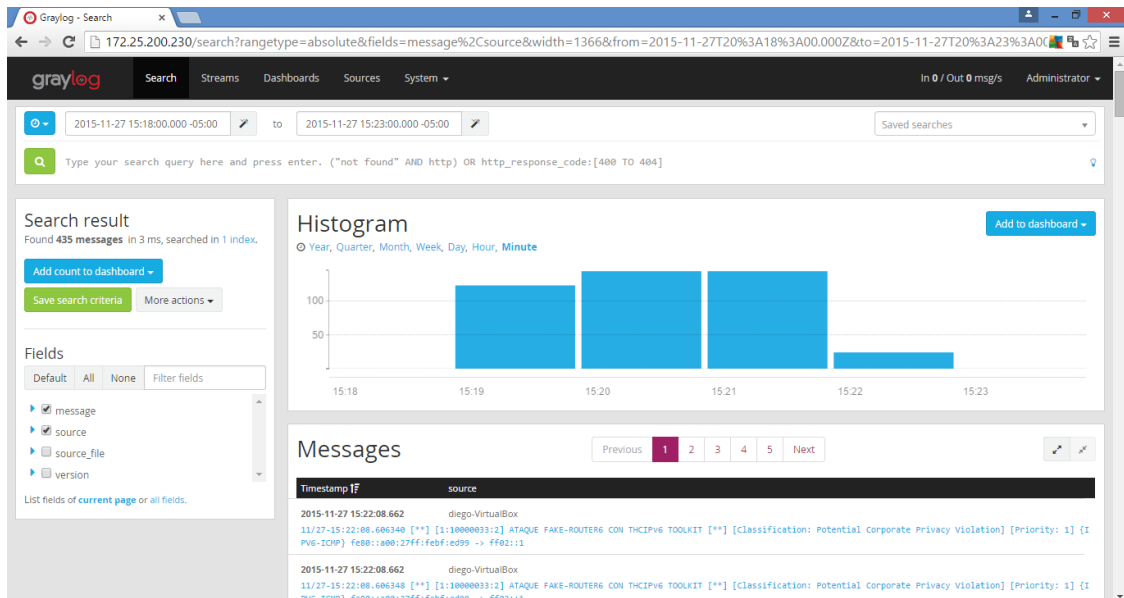 Graylog - Search
172.25.200.230/search?rangetype=absolute&fields=message%2Csource&width=1366&from=2015-11-27T20%3A18%3A00.000Z&to=2015-11-27T20%3A23%3A0
graylog Search Streams Dashboards Sources System In 0 / Out 0 msg/s Administrator
2015-11-27 15:18:00.000 -05:00 to 2015-11-27 15:23:00.000 -05:00 Saved searches
Type your search query here and press enter. ("not found" AND http) OR http_response_code:[400 TO 404]
Search result
Found 435 messages in 3 ms, searched in 1 index.
Add count to dashboard
Save search criteria More actions
Fields
Default All None Filter fields
message
source
source_file
version
List fields of current page or all fields.
Histogram
Add to dashboard
Year, Quarter, Month, Week, Day, Hour, Minute
100
50
15:18 15:19 15:20 15:21 15:22 15:23
Messages
Previous 1 2 3 4 5 Next
Timestamp source
2015-11-27 15:22:08.662 diego-VirtualBox
11/27-15:22:08.606340 [**] [1:10000033:2] ATAQUE FAKE-ROUTER6 CON THCIPv6 TOOLKIT [**] [Classification: Potential Corporate Privacy Violation] [Priority: 1] {I
PV6-ICMP} fe80::a00:27ff:febf:ed99 -> ff02::1
2015-11-27 15:22:08.662 diego-VirtualBox
11/27-15:22:08.606348 [**] [1:10000033:2] ATAQUE FAKE-ROUTER6 CON THCIPv6 TOOLKIT [**] [Classification: Potential Corporate Privacy Violation] [Priority: 1] {I